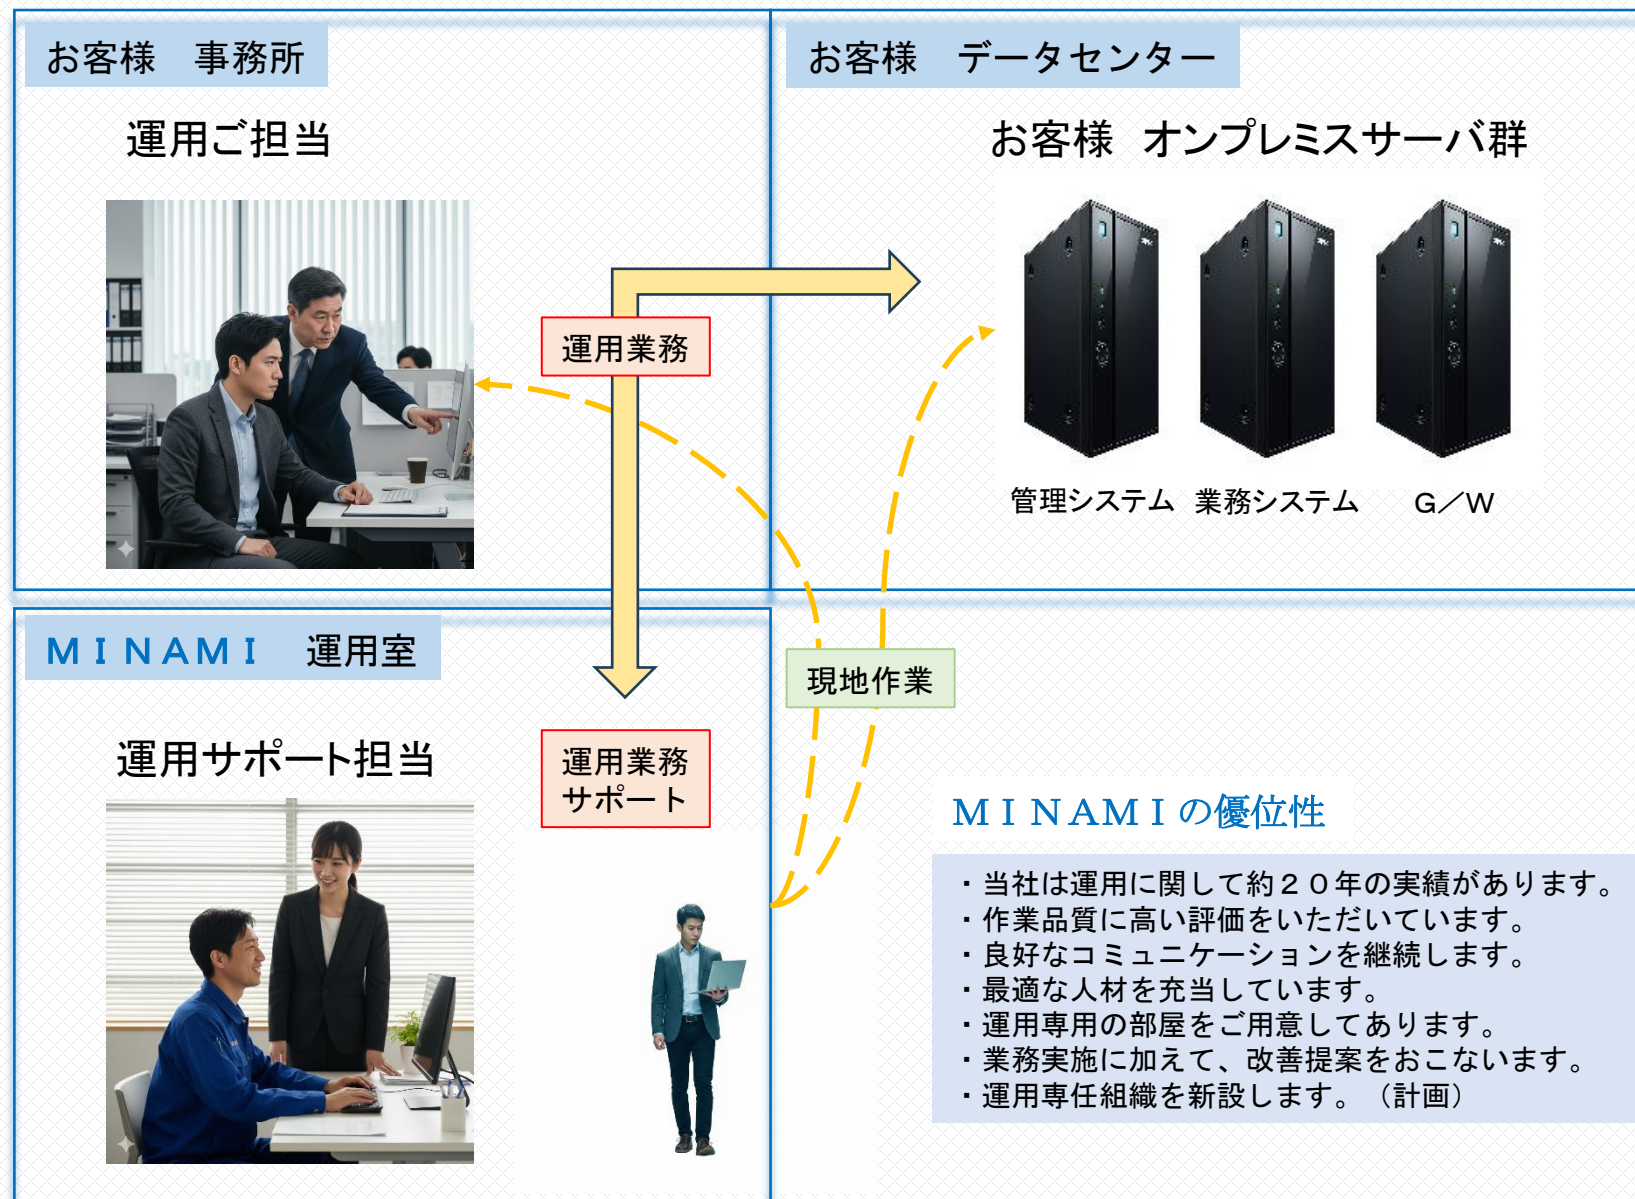 お客様　事務所
運用ご担当
お客様　データセンター
お客様 オンプレミスサーバ群
運用業務
管理システム
業務システム
G／W
ＭＩＮＡＭＩ　運用室
運用サポート担当
運用業務
サポート
現地作業
ＭＩＮＡＭＩの優位性
・当社は運用に関して約２０年の実績があります。
・作業品質に高い評価をいただいています。
・良好なコミュニケーションを継続します。
・最適な人材を充当しています。
・運用専用の部屋をご用意してあります。
・業務実施に加えて、改善提案をおこないます。
・運用専任組織を新設します。（計画）